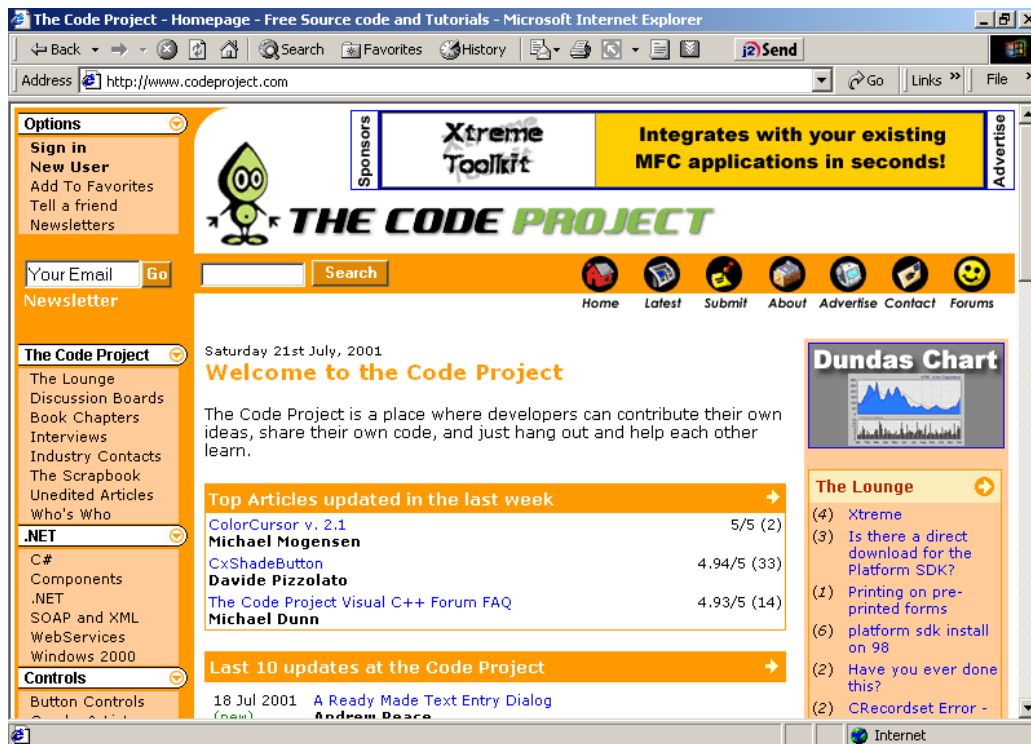 The Code Project - Homepage - Free Source code and Tutorials - Microsoft Internet Explorer
Back Search Favorites History j2 Send
Address http://www.codeproject.com Go Links » File
Options
Sign in
New User
Add To Favorites
Tell a friend
Newsletters
Your Email Go
Newsletter
Sponsors
Xtreme
Toolkit
Integrates with your existing
MFC applications in seconds!
Advertise
THE CODE PROJECT
Search
Home Latest Submit About Advertise Contact Forums
The Code Project
The Lounge
Discussion Boards
Book Chapters
Interviews
Industry Contacts
The Scrapbook
Unedited Articles
Who's Who
.NET
C#
Components
.NET
SOAP and XML
WebServices
Windows 2000
Controls
Button Controls
Saturday 21st July, 2001
Welcome to the Code Project
The Code Project is a place where developers can contribute their own
ideas, share their own code, and just hang out and help each other
learn.
Top Articles updated in the last week
ColorCursor v. 2.1 5/5 (2)
Michael Mogensen
CxShadeButton 4.94/5 (33)
Davide Pizzolato
The Code Project Visual C++ Forum FAQ 4.93/5 (14)
Michael Dunn
Last 10 updates at the Code Project
18 Jul 2001 A Ready Made Text Entry Dialog
(new) Andrew Peace
Dundas Chart
The Lounge
(4) Xtreme
(3) Is there a direct
download for the
Platform SDK?
(1) Printing on pre-
printed forms
(6) platform sdk install
on 98
(2) Have you ever done
this?
(2) CRecordset Error -
Internet